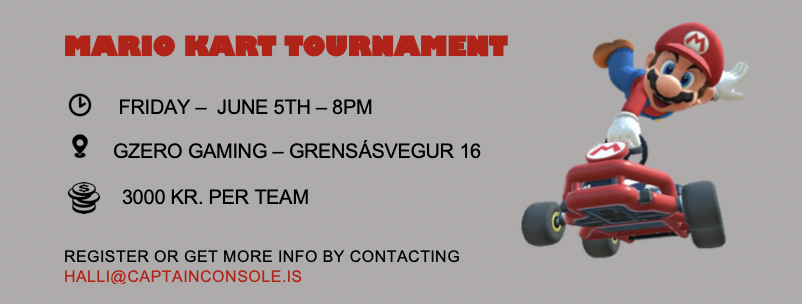 MARIO KART TOURNAMENT
FRIDAY – JUNE 5TH – 8PM
GZERO GAMING – GRENSÁSVEGUR 16
$
3000 KR. PER TEAM
REGISTER OR GET MORE INFO BY CONTACTING
HALLI@CAPTAINCONSOLE.IS
M
M